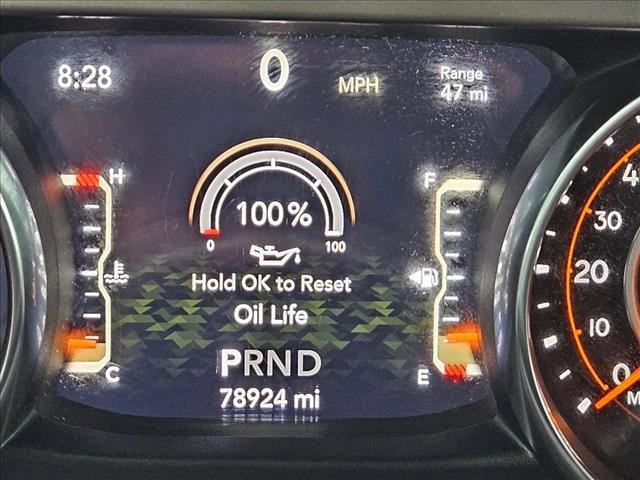 8:28 0 MPH Range
47 mi
H F
100%
0 100
Hold OK to Reset
Oil Life
C E
PRND
78924 mi
4
30
20
10
0
M